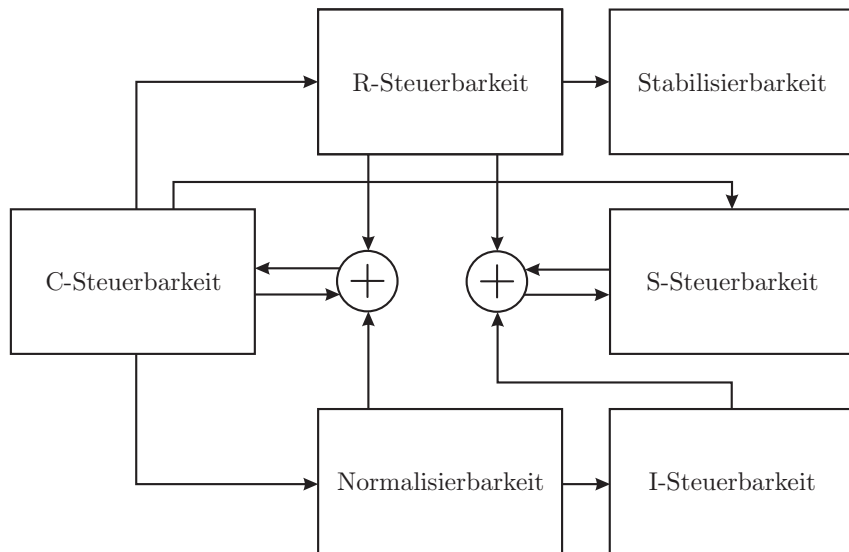 R-Steuerbarkeit
Stabilisierbarkeit
C-Steuerbarkeit
S-Steuerbarkeit
Normalisierbarkeit
I-Steuerbarkeit